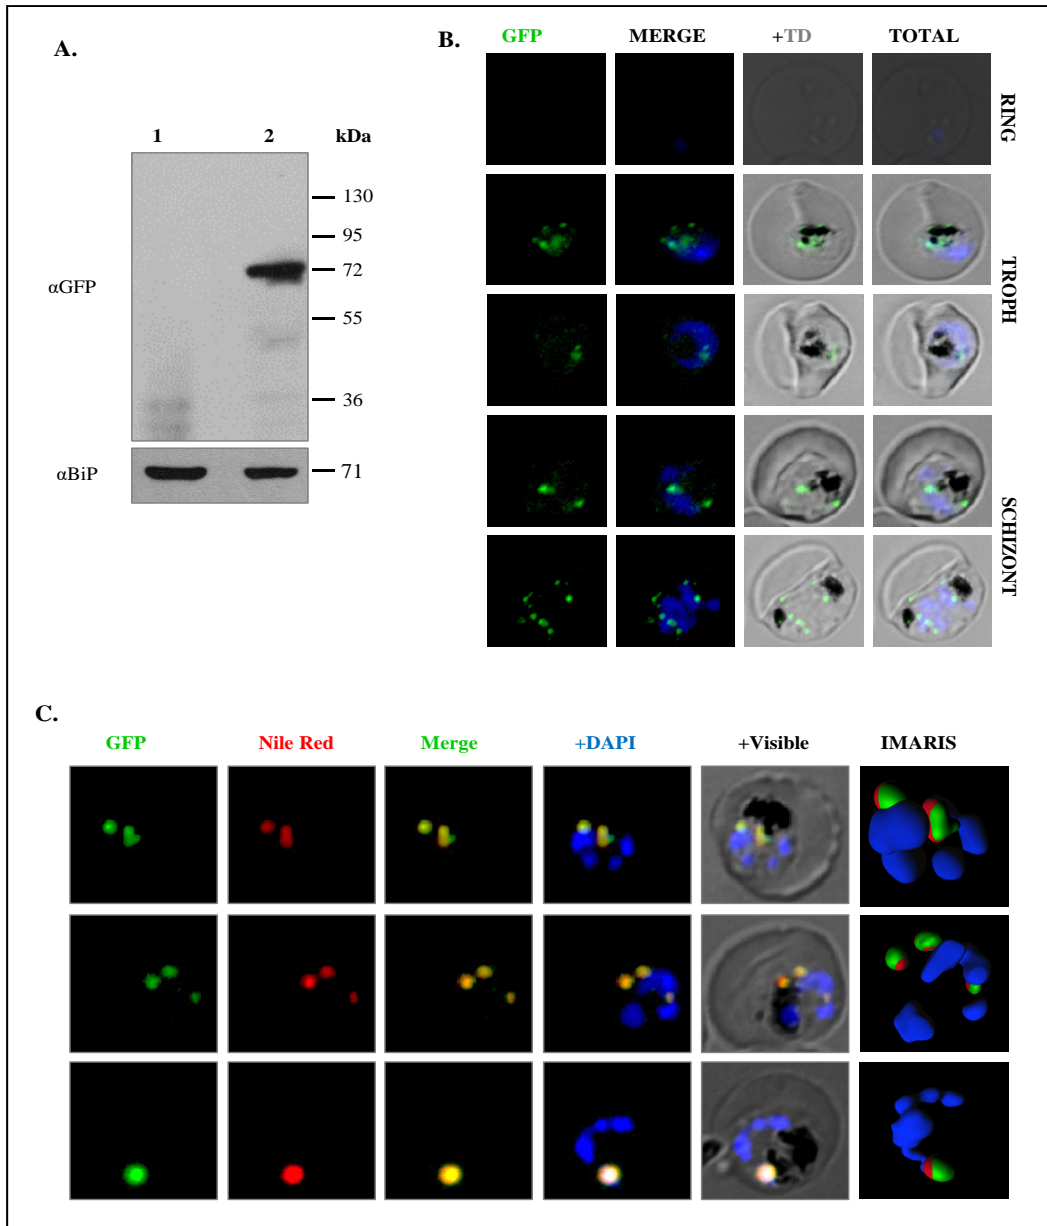 A.
1 2 kDa
130
95
72
55
36
αGFP
αBiP
71
B.
GFP MERGE +TD TOTAL
RING
TROPH
SCHIZONT
C.
GFP Nile Red Merge +DAPI +Visible IMARIS